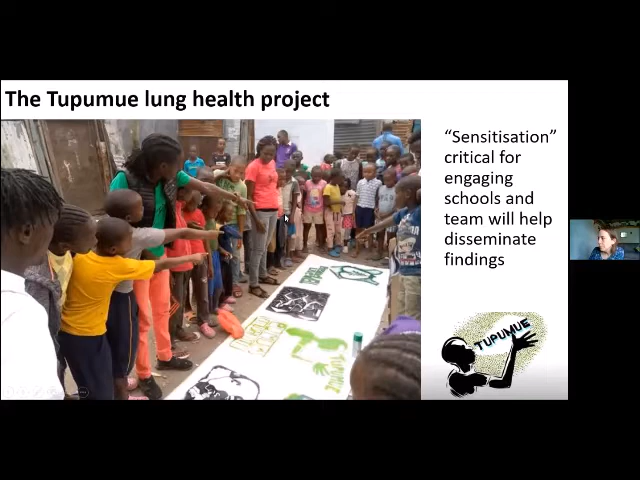 The Tupumue lung health project
“Sensitisation”
critical for
engaging
schools and
team will help
disseminate
findings
TUPUMUE